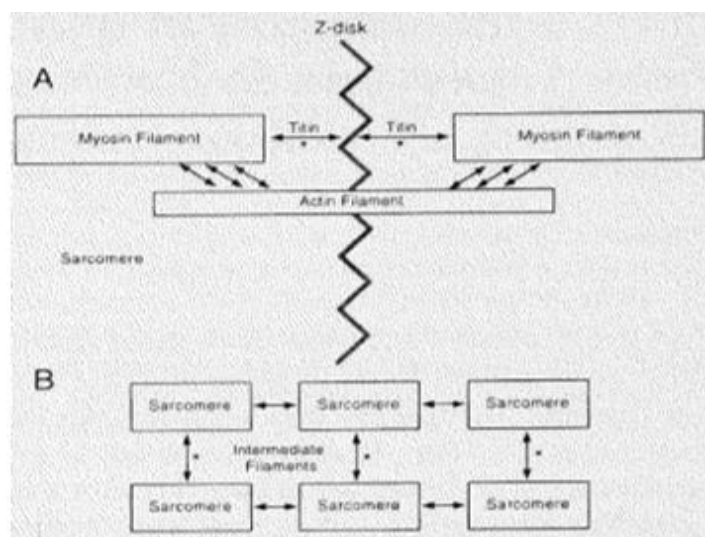 Z-disk
A
Titin
Titin
Myosin Filament
Myosin Filament
*
*
Actin Filament
Sarcomere
B
Sarcomere
Sarcomere
Sarcomere
*
Intermediate
Filaments
*
*
Sarcomere
Sarcomere
Sarcomere